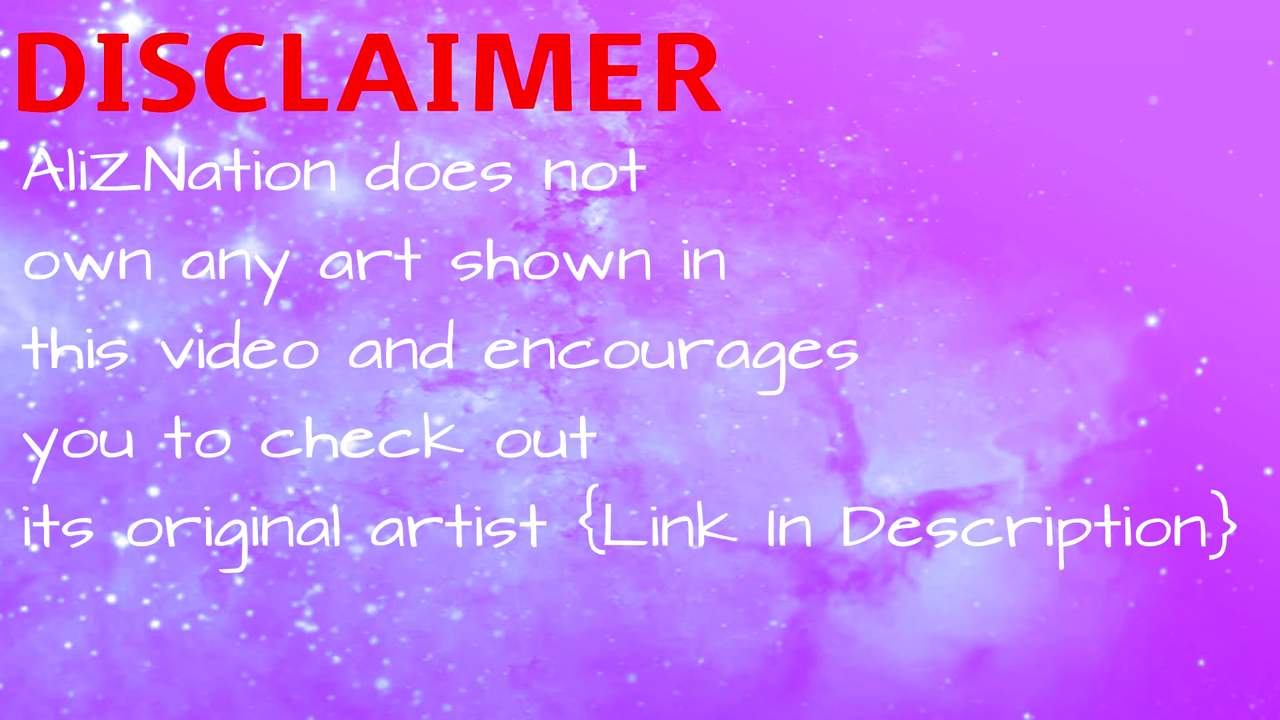 DISCLAIMER
AliZNation does not
own any art shown in
this video and encourages
you to check out
its original artist {Link In Description}